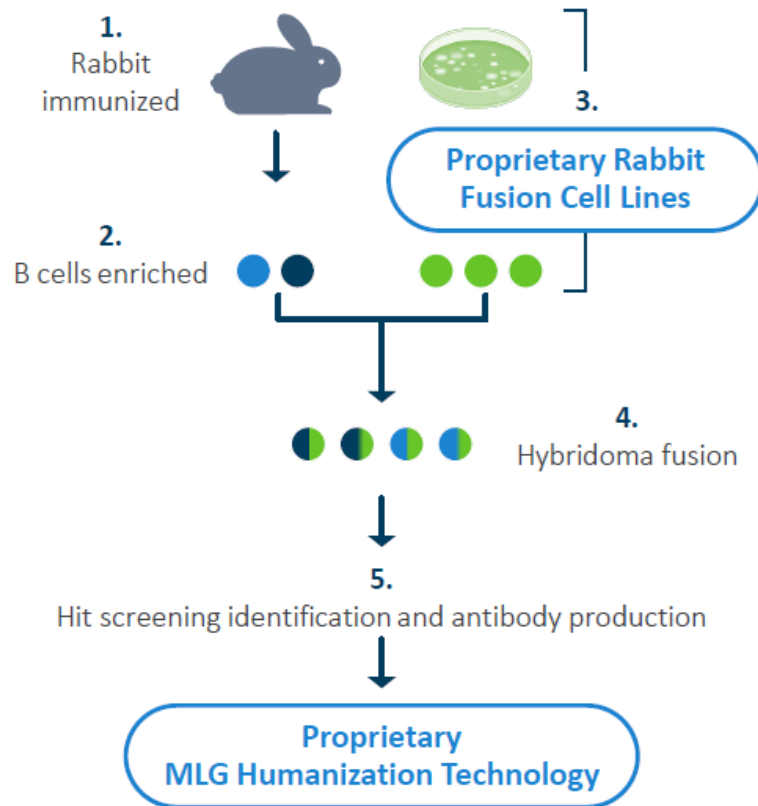 1.
Rabbit
immunized
3.
Proprietary Rabbit
Fusion Cell Lines
2.
B cells enriched
4.
Hybridoma fusion
5.
Hit screening identification and antibody production
Proprietary
MLG Humanization Technology